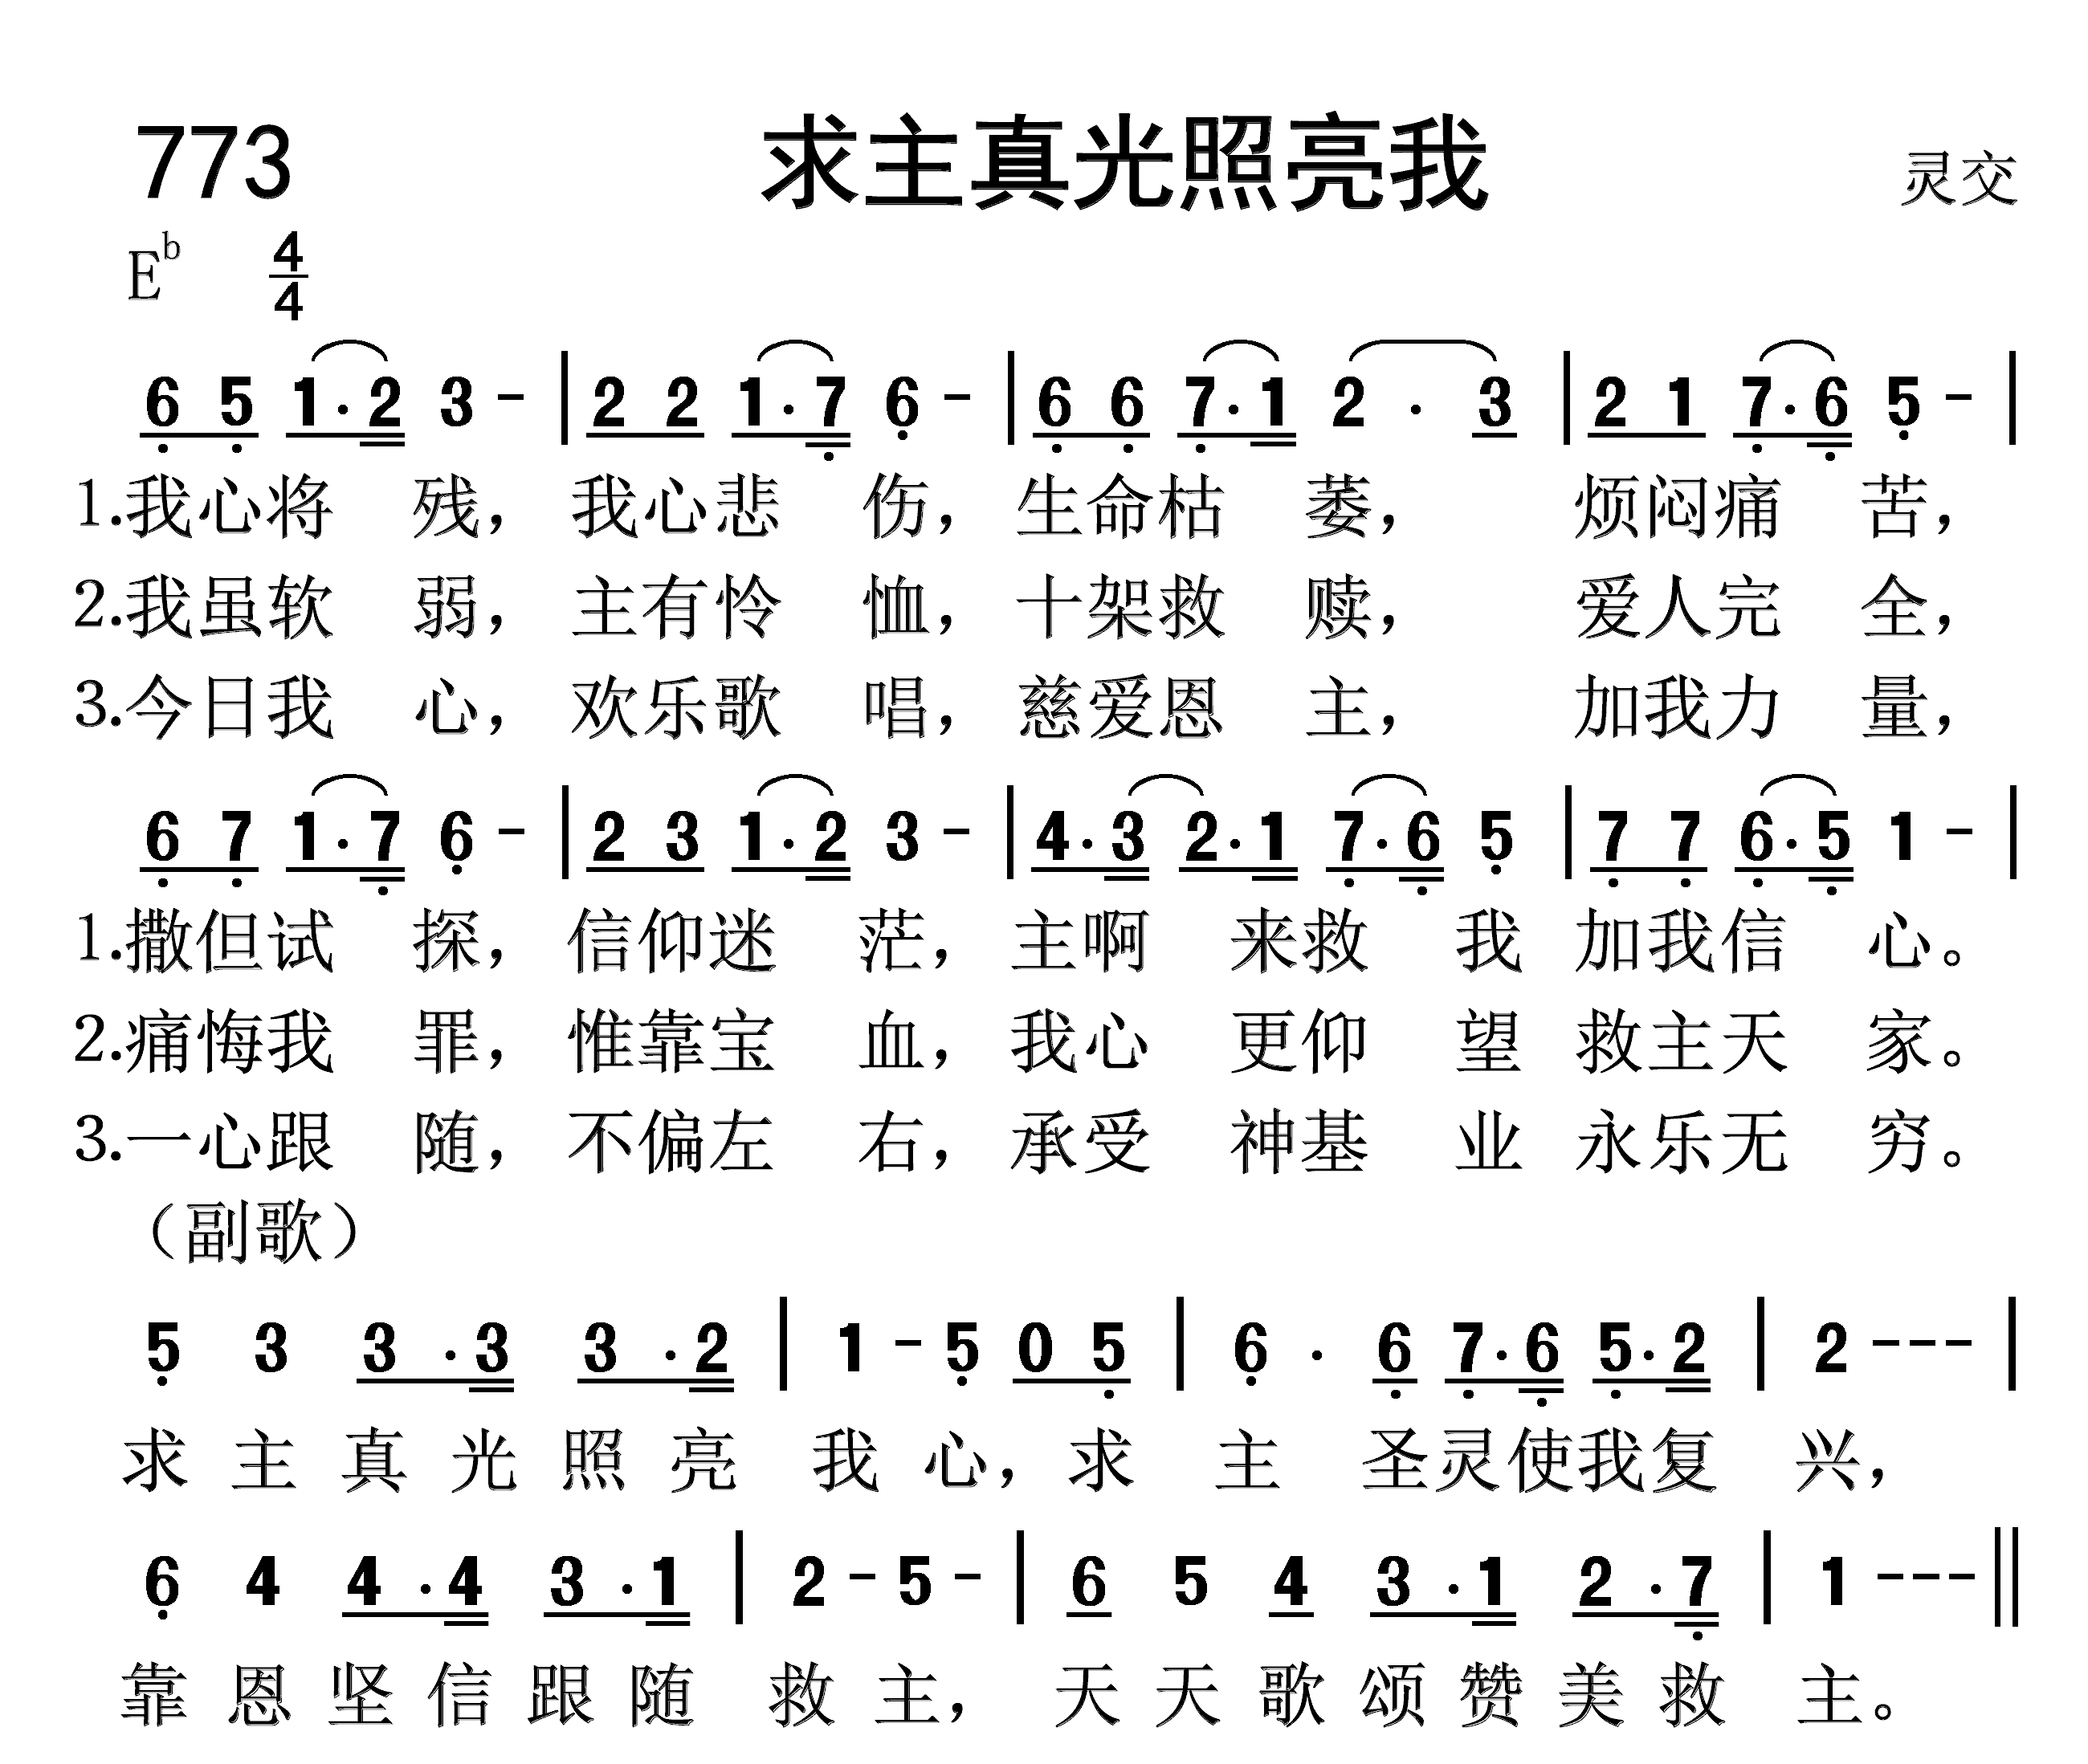 773 求主真光照亮我 灵交
E♭ 4/4
6 5 1·2 3 - | 2 2 1·7 6 - | 6 6 7·1 2 · 3 | 2 1 7·6 5 - |
1.我心将 残，我心悲 伤，生命枯 萎， 烦闷痛 苦，
2.我虽软 弱，主有怜 恤，十架救 赎， 爱人完 全，
3.今日我 心，欢乐歌 唱，慈爱恩 主， 加我力 量，
6 7 1·7 6 - | 2 3 1·2 3 - | 4·3 2·1 7·6 5 | 7 7 6·5 1 - |
1.撒但试 探，信仰迷 茫，主啊 来救 我 加我信 心。
2.痛悔我 罪，惟靠宝 血，我心 更仰 望 救主天 家。
3.一心跟 随，不偏左 右，承受 神基 业 永乐无 穷。
（副歌）
5 3 3 ·3 3 ·2 | 1 - 5 0 5 | 6 · 6 7·6 5·2 | 2 - - - |
求 主 真 光 照 亮 我 心，求 主 圣灵使我复 兴，
6 4 4 ·4 3 ·1 | 2 - 5 - | 6 5 4 3 ·1 2 ·7 | 1 - - - ||
靠 恩 坚 信 跟 随 救 主， 天 天 歌 颂 赞 美 救 主。